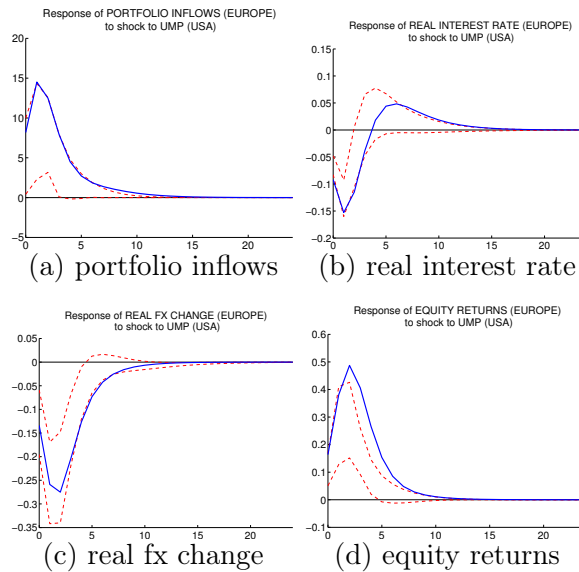 Response of PORTFOLIO INFLOWS (EUROPE)
to shock to UMP (USA)
20
15
10
5
0
−5
0 5 10 15 20
(a) portfolio inflows
Response of REAL INTEREST RATE (EUROPE)
to shock to UMP (USA)
0.15
0.1
0.05
0
−0.05
−0.1
−0.15
−0.2
0 5 10 15 20
(b) real interest rate
Response of REAL FX CHANGE (EUROPE)
to shock to UMP (USA)
0.05
0
−0.05
−0.1
−0.15
−0.2
−0.25
−0.3
−0.35
0 5 10 15 20
(c) real fx change
Response of EQUITY RETURNS (EUROPE)
to shock to UMP (USA)
0.6
0.5
0.4
0.3
0.2
0.1
0
−0.1
0 5 10 15 20
(d) equity returns